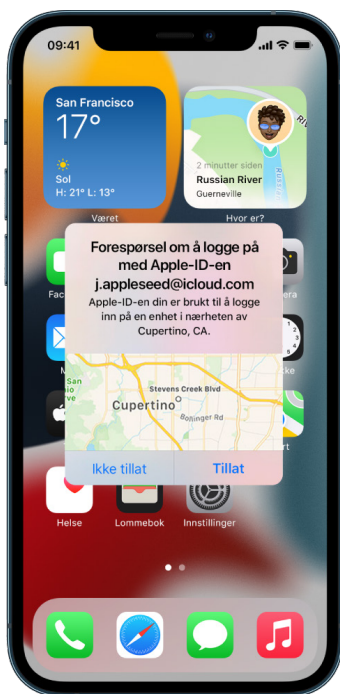 09:41
San Francisco
17°
Sol
H: 21° L: 13°
Været
2 minutter siden
Russian River
Guerneville
Hvor er?
Forespørsel om å logge på
med Apple-ID-en
j.appleseed@icloud.com
Apple-ID-en din er brukt til å logge
inn på en enhet i nærheten av
Cupertino, CA.
Stevens Creek Blvd
Cupertino
Bollinger Rd
Ikke tillat
Tillat
Helse
Lommebok
Innstillinger